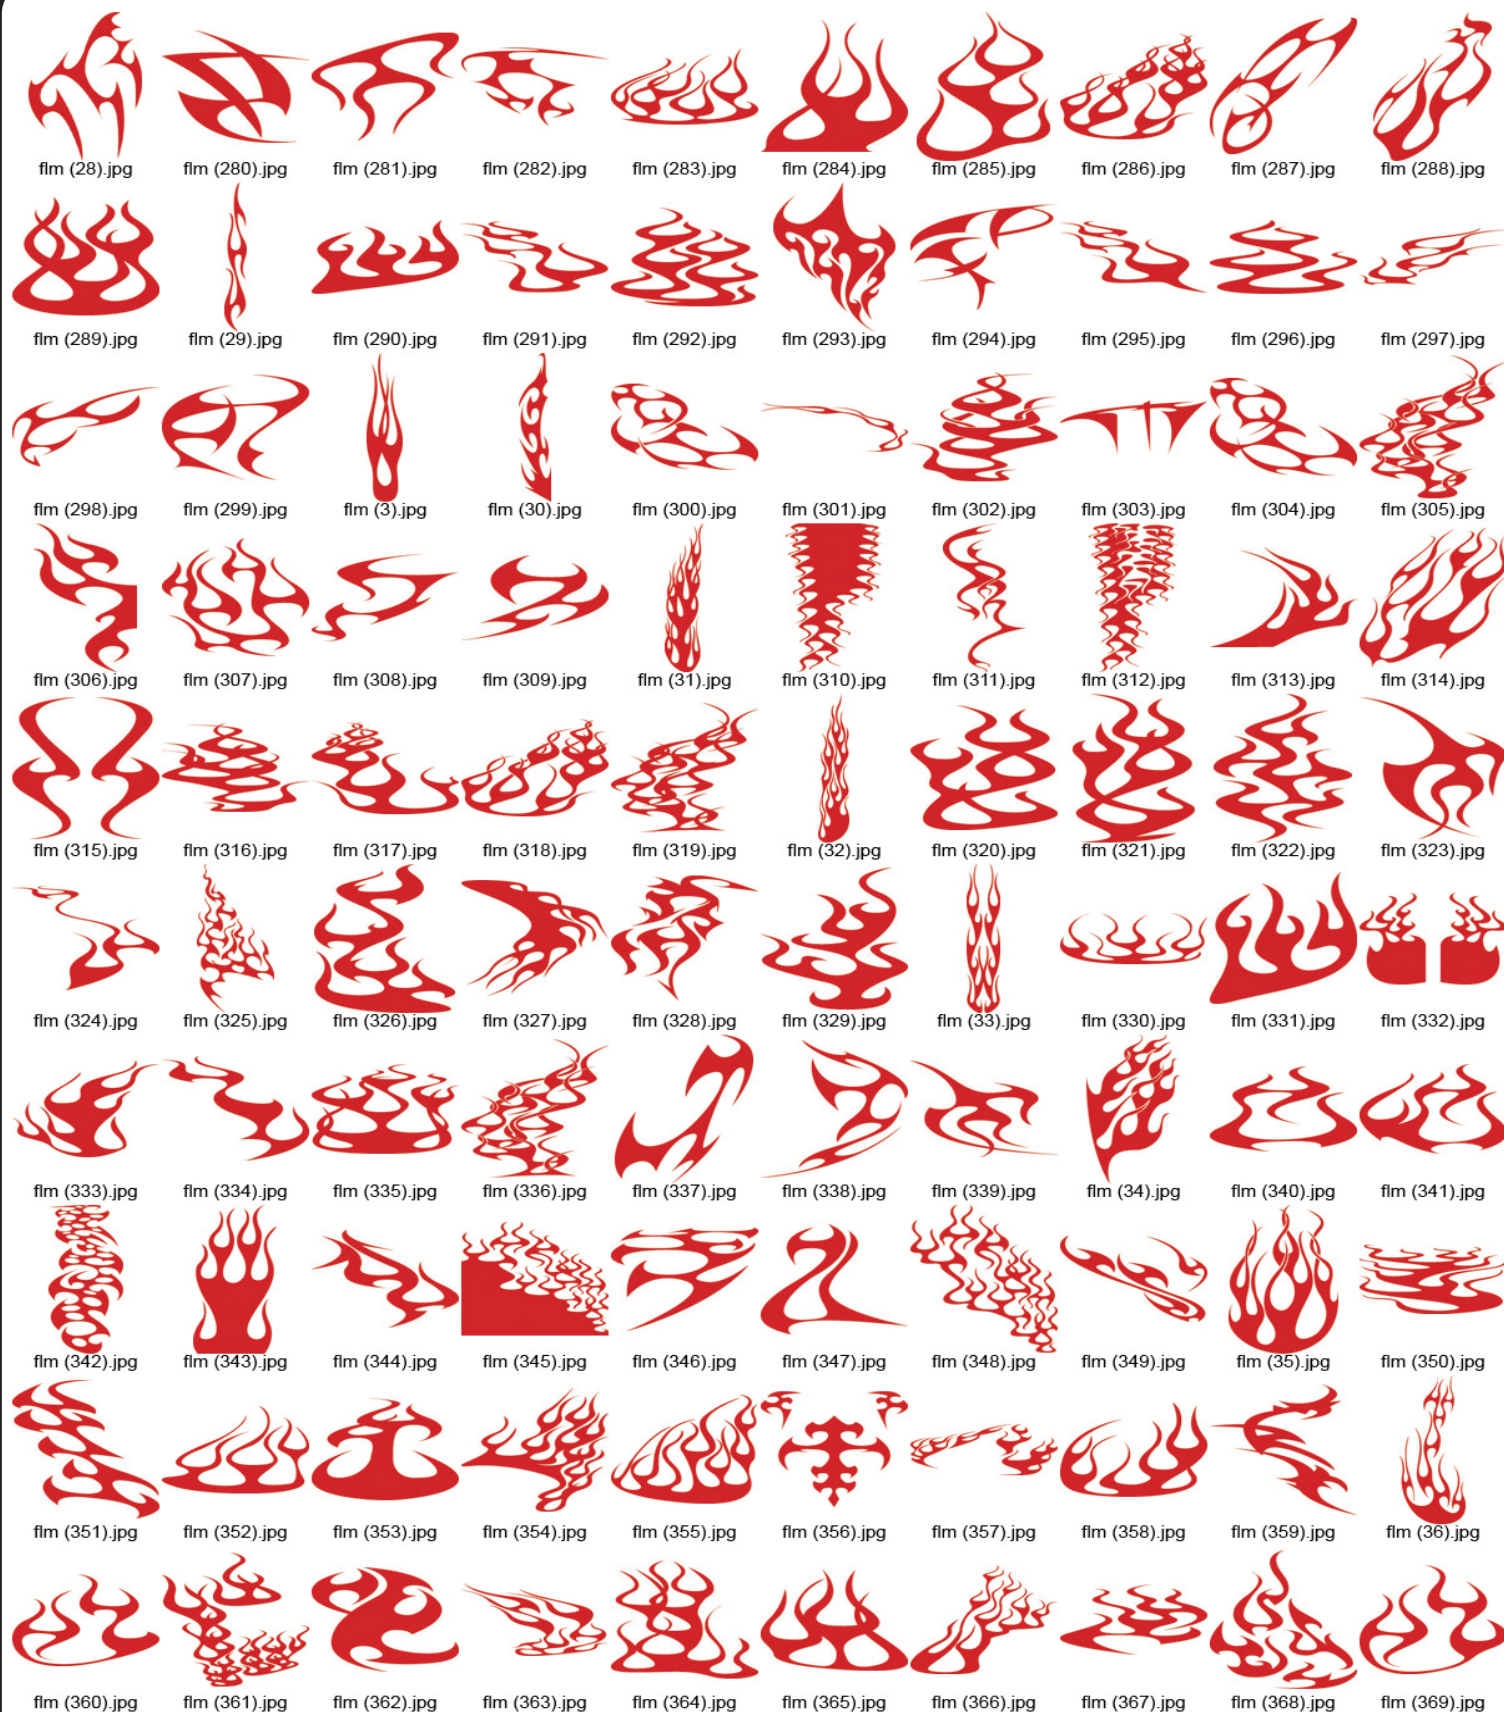 flm (28).jpg flm (280).jpg flm (281).jpg flm (282).jpg flm (283).jpg flm (284).jpg flm (285).jpg flm (286).jpg flm (287).jpg flm (288).jpg
flm (289).jpg flm (29).jpg flm (290).jpg flm (291).jpg flm (292).jpg flm (293).jpg flm (294).jpg flm (295).jpg flm (296).jpg flm (297).jpg
flm (298).jpg flm (299).jpg flm (3).jpg flm (30).jpg flm (300).jpg flm (301).jpg flm (302).jpg flm (303).jpg flm (304).jpg flm (305).jpg
flm (306).jpg flm (307).jpg flm (308).jpg flm (309).jpg flm (31).jpg flm (310).jpg flm (311).jpg flm (312).jpg flm (313).jpg flm (314).jpg
flm (315).jpg flm (316).jpg flm (317).jpg flm (318).jpg flm (319).jpg flm (32).jpg flm (320).jpg flm (321).jpg flm (322).jpg flm (323).jpg
flm (324).jpg flm (325).jpg flm (326).jpg flm (327).jpg flm (328).jpg flm (329).jpg flm (33).jpg flm (330).jpg flm (331).jpg flm (332).jpg
flm (333).jpg flm (334).jpg flm (335).jpg flm (336).jpg flm (337).jpg flm (338).jpg flm (339).jpg flm (34).jpg flm (340).jpg flm (341).jpg
flm (342).jpg flm (343).jpg flm (344).jpg flm (345).jpg flm (346).jpg flm (347).jpg flm (348).jpg flm (349).jpg flm (35).jpg flm (350).jpg
flm (351).jpg flm (352).jpg flm (353).jpg flm (354).jpg flm (355).jpg flm (356).jpg flm (357).jpg flm (358).jpg flm (359).jpg flm (36).jpg
flm (360).jpg flm (361).jpg flm (362).jpg flm (363).jpg flm (364).jpg flm (365).jpg flm (366).jpg flm (367).jpg flm (368).jpg flm (369).jpg